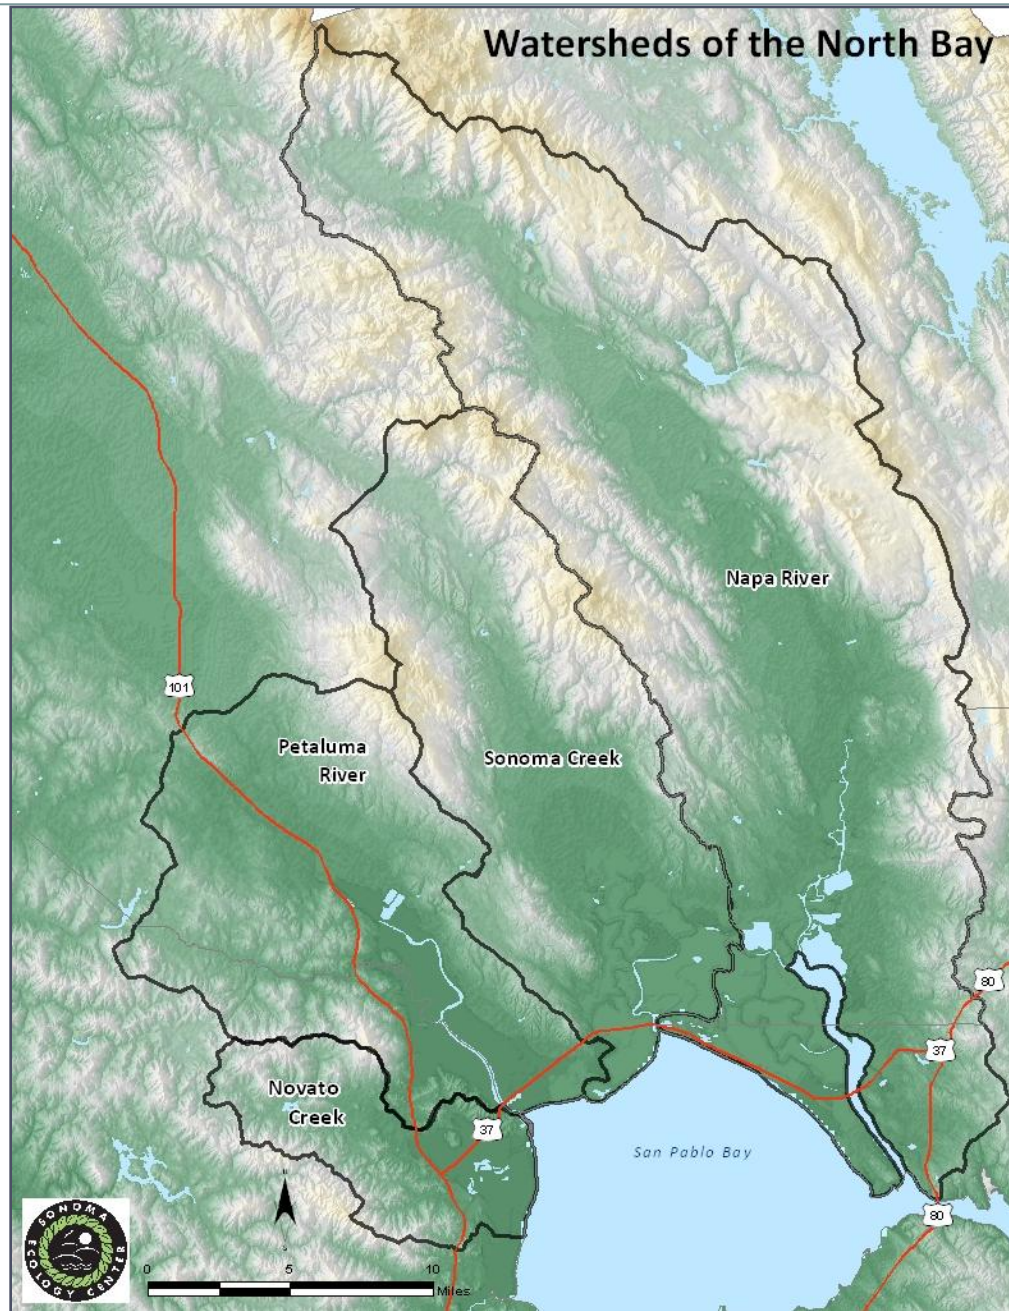 Watersheds of the North Bay
Napa River
101
Petaluma
River
Sonoma Creek
80
37
Novato
Creek
37
San Pablo Bay
SONOMA
ECOLOGY CENTER
80
0
5
10
Miles